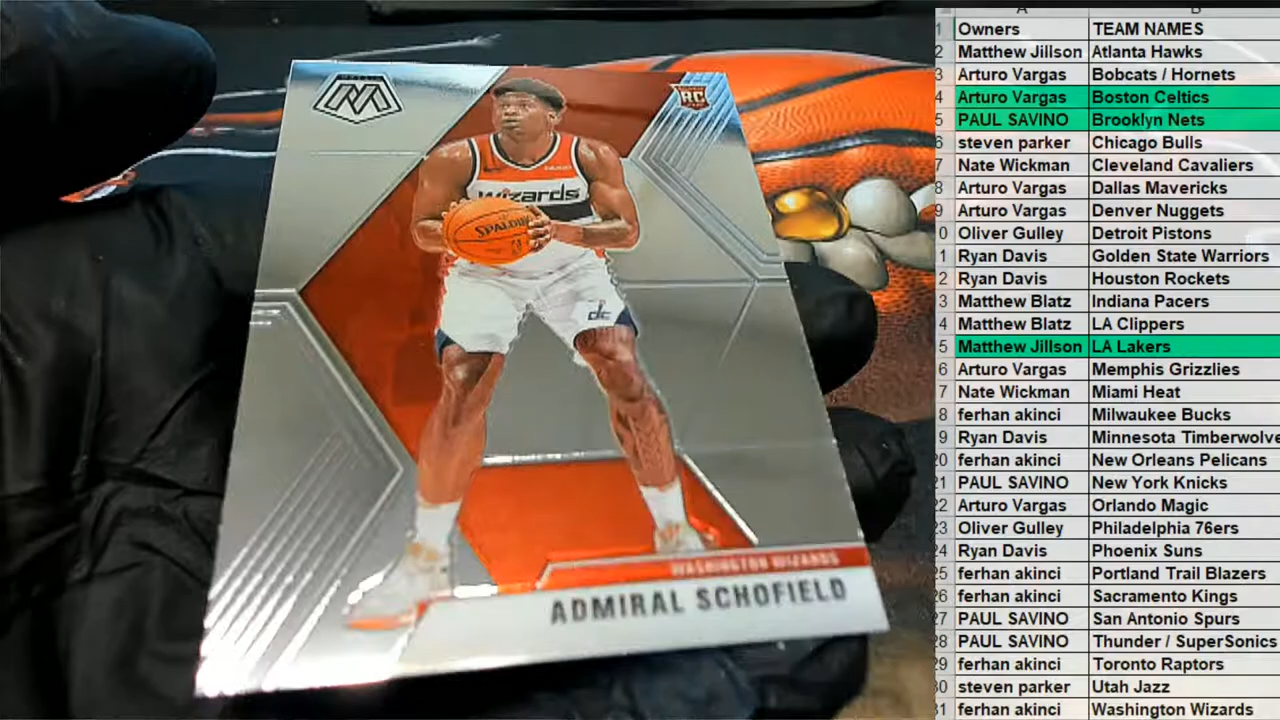 RC
Wizards
SPALDING
dc
WASHINGTON WIZARDS
ADMIRAL SCHOFIELD
A B
1 Owners TEAM NAMES
2 Matthew Jillson Atlanta Hawks
3 Arturo Vargas Bobcats / Hornets
4 Arturo Vargas Boston Celtics
5 PAUL SAVINO Brooklyn Nets
6 steven parker Chicago Bulls
7 Nate Wickman Cleveland Cavaliers
8 Arturo Vargas Dallas Mavericks
9 Arturo Vargas Denver Nuggets
0 Oliver Gulley Detroit Pistons
1 Ryan Davis Golden State Warriors
2 Ryan Davis Houston Rockets
3 Matthew Blatz Indiana Pacers
4 Matthew Blatz LA Clippers
5 Matthew Jillson LA Lakers
6 Arturo Vargas Memphis Grizzlies
7 Nate Wickman Miami Heat
8 ferhan akinci Milwaukee Bucks
9 Ryan Davis Minnesota Timberwolve
20 ferhan akinci New Orleans Pelicans
21 PAUL SAVINO New York Knicks
22 Arturo Vargas Orlando Magic
23 Oliver Gulley Philadelphia 76ers
24 Ryan Davis Phoenix Suns
25 ferhan akinci Portland Trail Blazers
26 ferhan akinci Sacramento Kings
27 PAUL SAVINO San Antonio Spurs
28 PAUL SAVINO Thunder / SuperSonics
29 ferhan akinci Toronto Raptors
30 steven parker Utah Jazz
31 ferhan akinci Washington Wizards